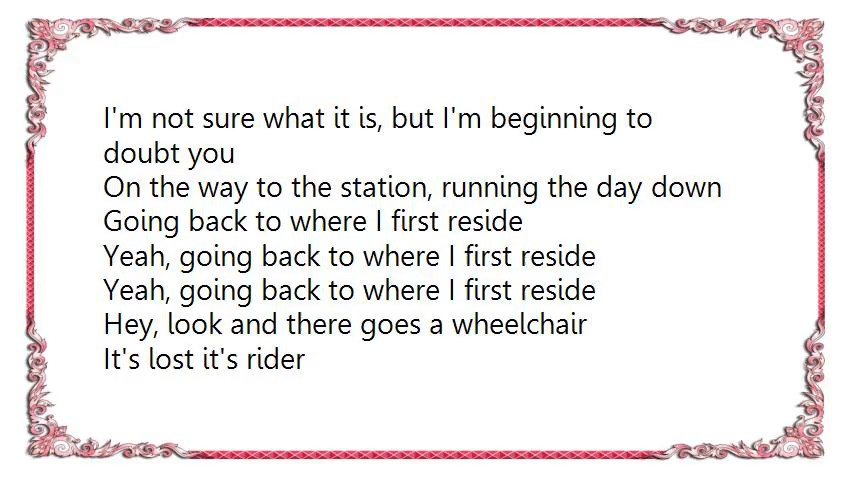 I'm not sure what it is, but I'm beginning to
doubt you
On the way to the station, running the day down
Going back to where I first reside
Yeah, going back to where I first reside
Yeah, going back to where I first reside
Hey, look and there goes a wheelchair
It's lost it's rider